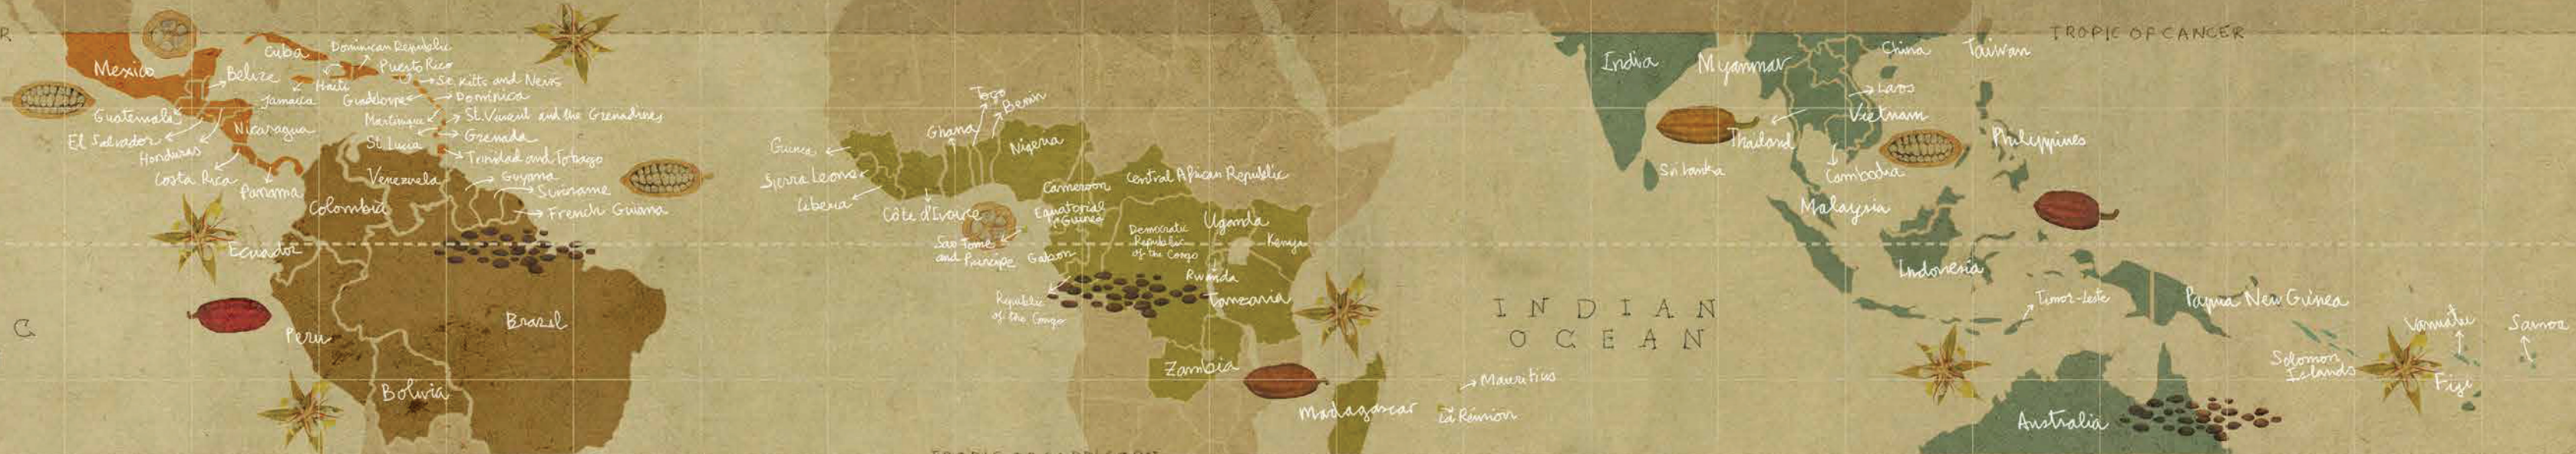 R
TROPIC OF CANCER
Mexico
Cuba
Dominican Republic
Puerto Rico
Belize
Haiti
St. Kitts and Nevis
Jamaica
Guadeloupe
Dominica
Guatemala
Martinique
St. Vincent and the Grenadines
El Salvador
Nicaragua
St. Lucia
Grenada
Honduras
Trinidad and Tobago
Costa Rica
Panama
Venezuela
Guyana
Suriname
Colombia
French Guiana
Ecuador
Peru
Brazil
Bolivia
C
Togo
Benin
Ghana
Nigeria
Guinea
Sierra Leone
Liberia
Côte d'Ivoire
Cameroon
Central African Republic
Equatorial
Guinea
Sao Tome
and Principe
Gabon
Democratic
Republic
of the Congo
Uganda
Kenya
Rwanda
Republic
of the Congo
Tanzania
Zambia
Madagascar
Mauritius
La Réunion
INDIAN
OCEAN
India
Myanmar
China
Taiwan
Laos
Vietnam
Thailand
Philippines
Sri Lanka
Cambodia
Malaysia
Indonesia
Timor-Leste
Papua New Guinea
Vanuatu
Samoa
Solomon
Islands
Fiji
Australia